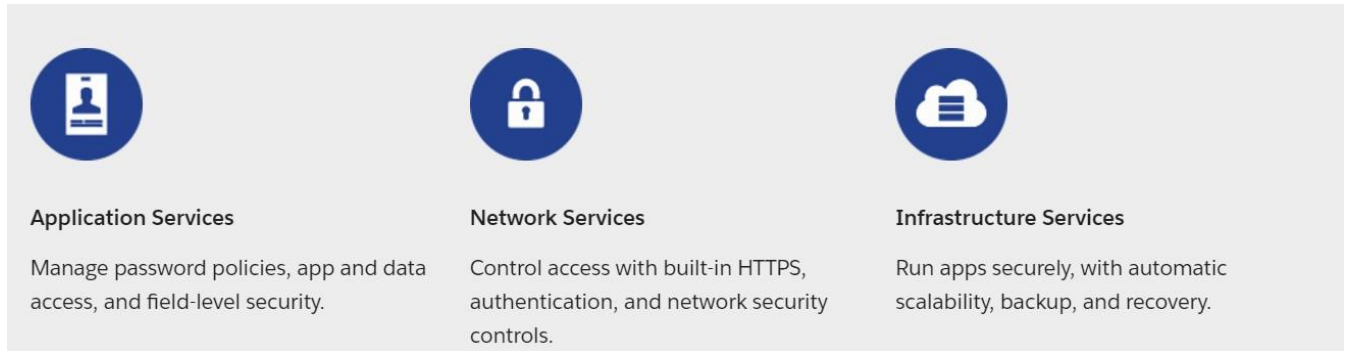 Application Services
Manage password policies, app and data
access, and field-level security.
Network Services
Control access with built-in HTTPS,
authentication, and network security
controls.
Infrastructure Services
Run apps securely, with automatic
scalability, backup, and recovery.